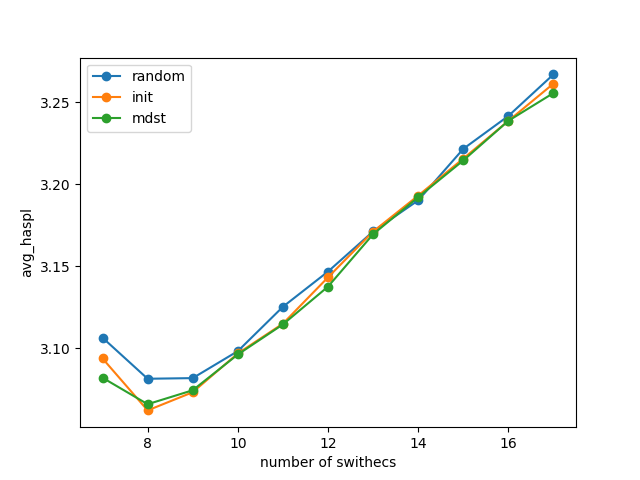 random
init
mdst
3.25
3.20
3.15
3.10
avg_haspl
8 10 12 14 16
number of swithecs